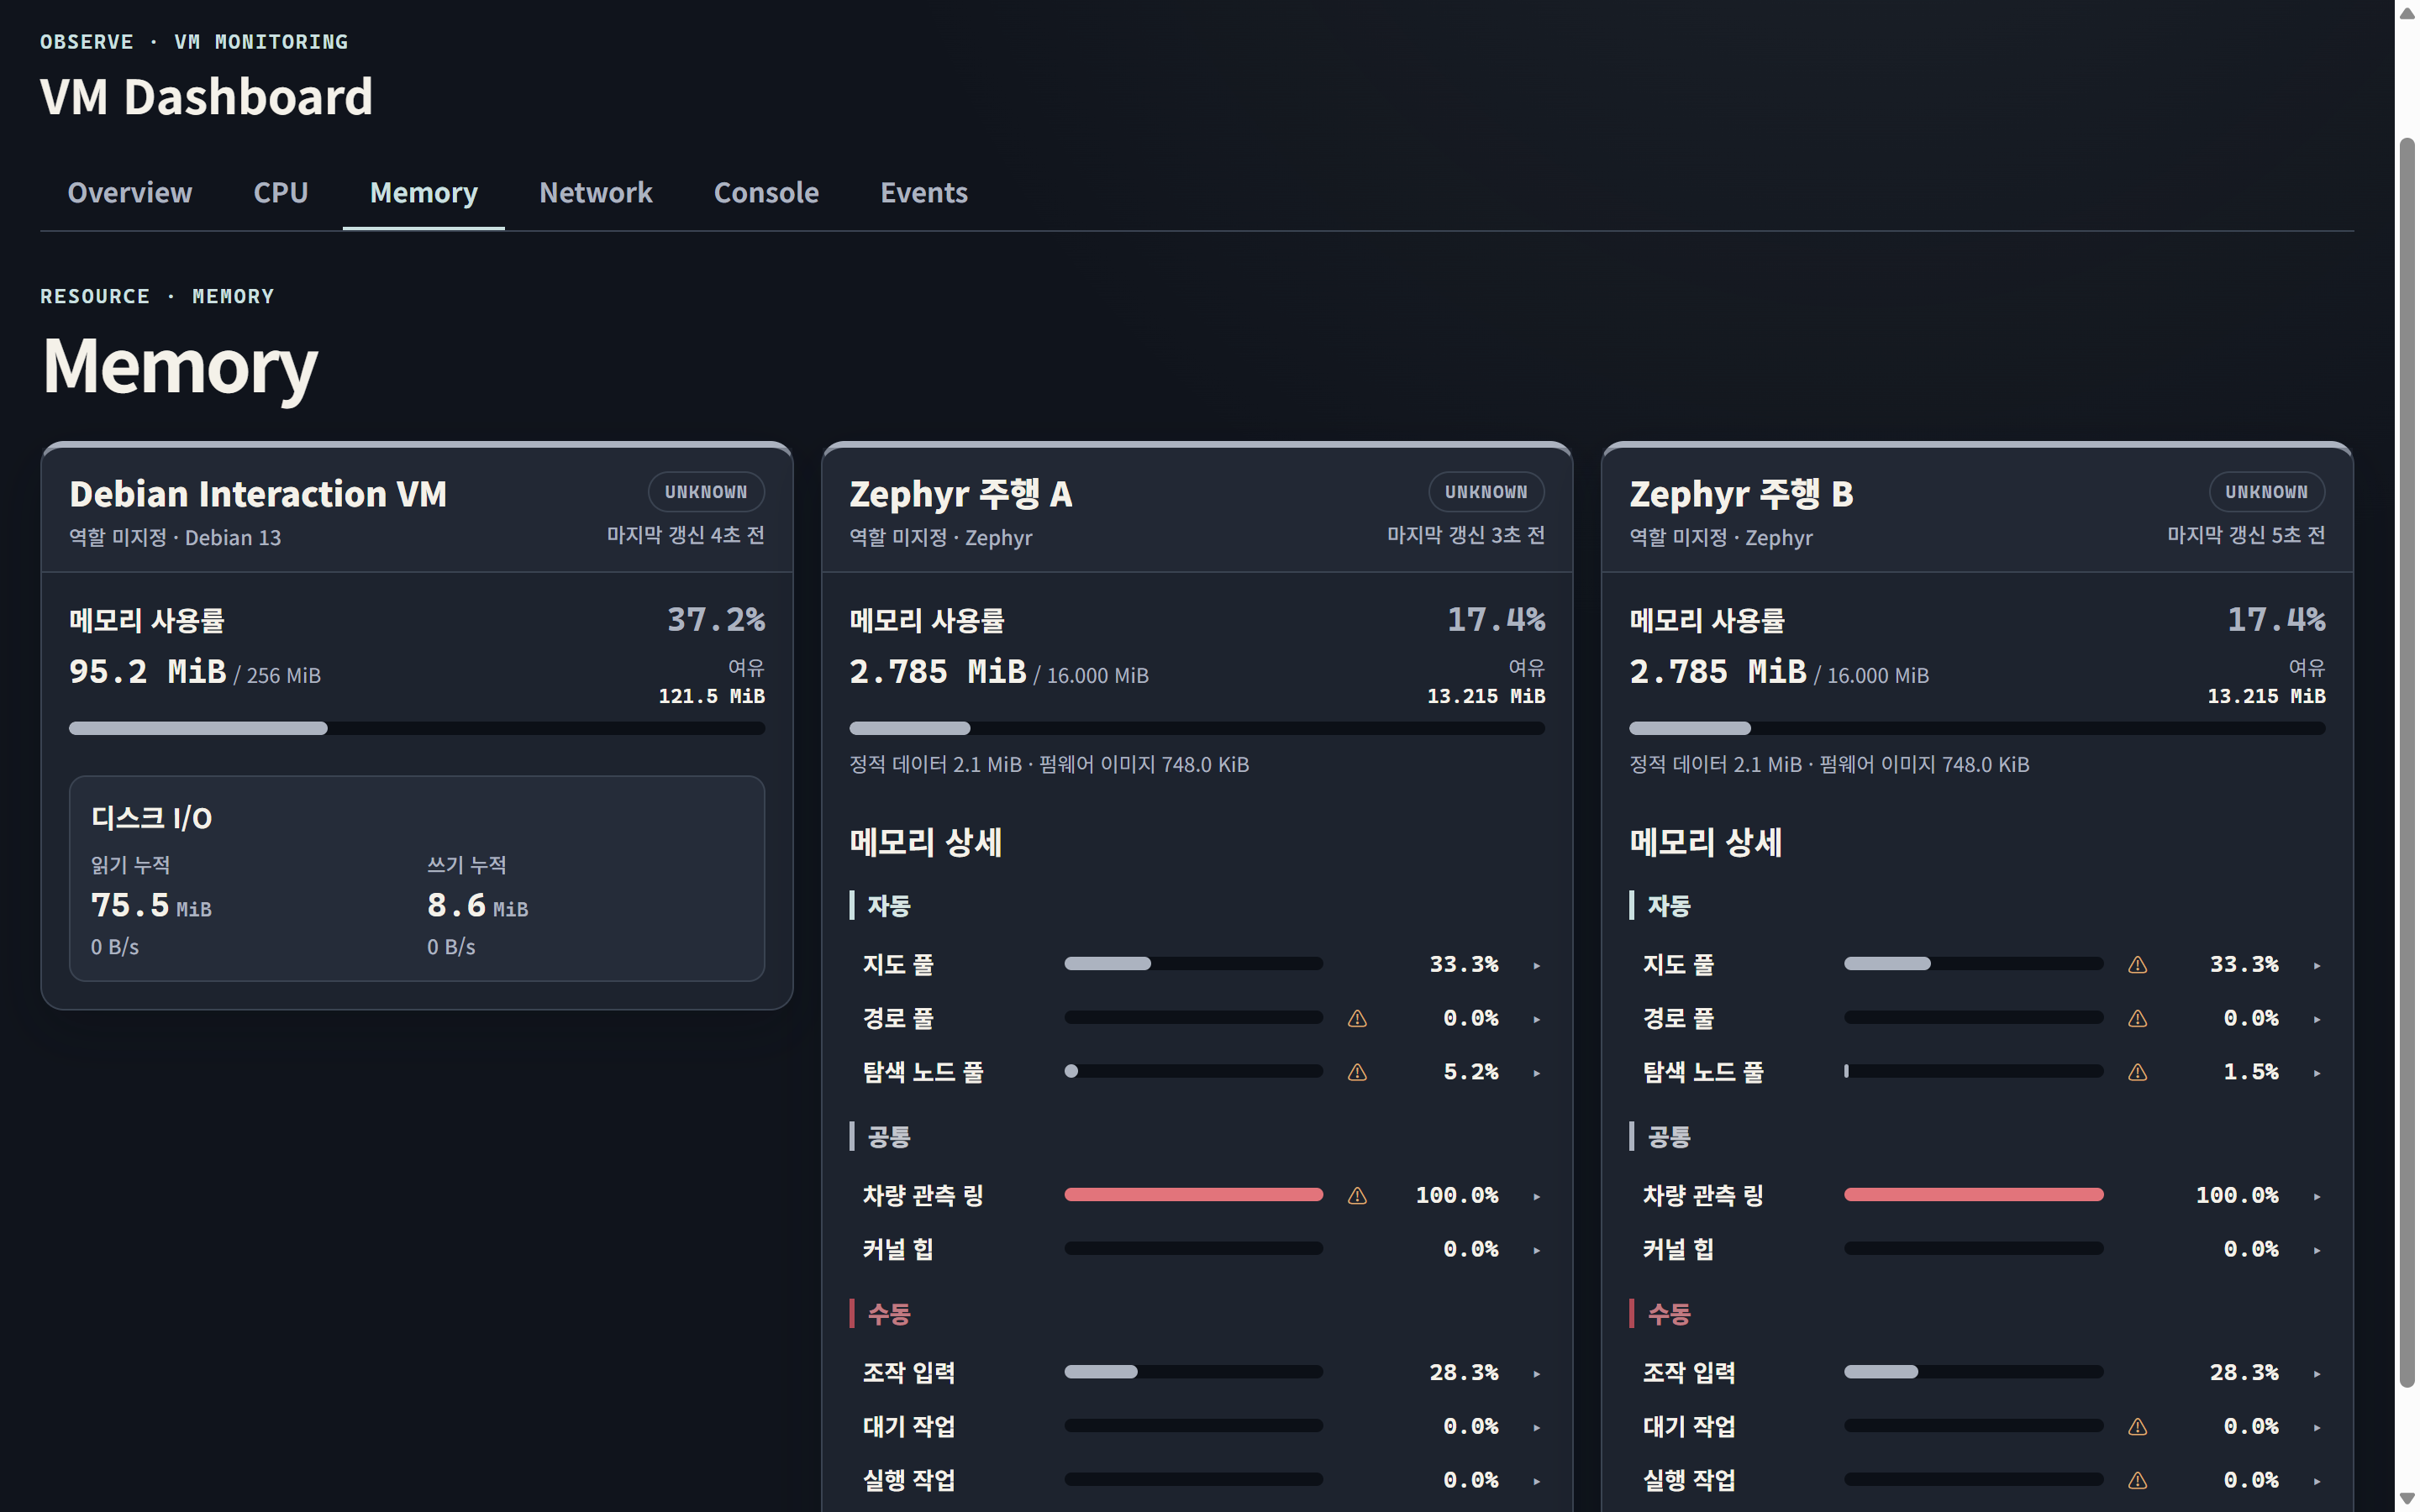 OBSERVE · VM MONITORING
VM Dashboard
Overview CPU Memory Network Console Events
RESOURCE · MEMORY
Memory
Debian Interaction VM
UNKNOWN
역할 미지정 · Debian 13
마지막 갱신 4초 전
메모리 사용률
37.2%
95.2 MiB / 256 MiB
여유
121.5 MiB
디스크 I/O
읽기 누적
75.5 MiB
0 B/s
쓰기 누적
8.6 MiB
0 B/s
Zephyr 주행 A
UNKNOWN
역할 미지정 · Zephyr
마지막 갱신 3초 전
메모리 사용률
17.4%
2.785 MiB / 16.000 MiB
여유
13.215 MiB
정적 데이터 2.1 MiB · 펌웨어 이미지 748.0 KiB
메모리 상세
자동
지도 풀 33.3%
경로 풀 0.0%
탐색 노드 풀 5.2%
공통
차량 관측 링 100.0%
커널 힙 0.0%
수동
조작 입력 28.3%
대기 작업 0.0%
실행 작업 0.0%
Zephyr 주행 B
UNKNOWN
역할 미지정 · Zephyr
마지막 갱신 5초 전
메모리 사용률
17.4%
2.785 MiB / 16.000 MiB
여유
13.215 MiB
정적 데이터 2.1 MiB · 펌웨어 이미지 748.0 KiB
메모리 상세
자동
지도 풀 33.3%
경로 풀 0.0%
탐색 노드 풀 1.5%
공통
차량 관측 링 100.0%
커널 힙 0.0%
수동
조작 입력 28.3%
대기 작업 0.0%
실행 작업 0.0%